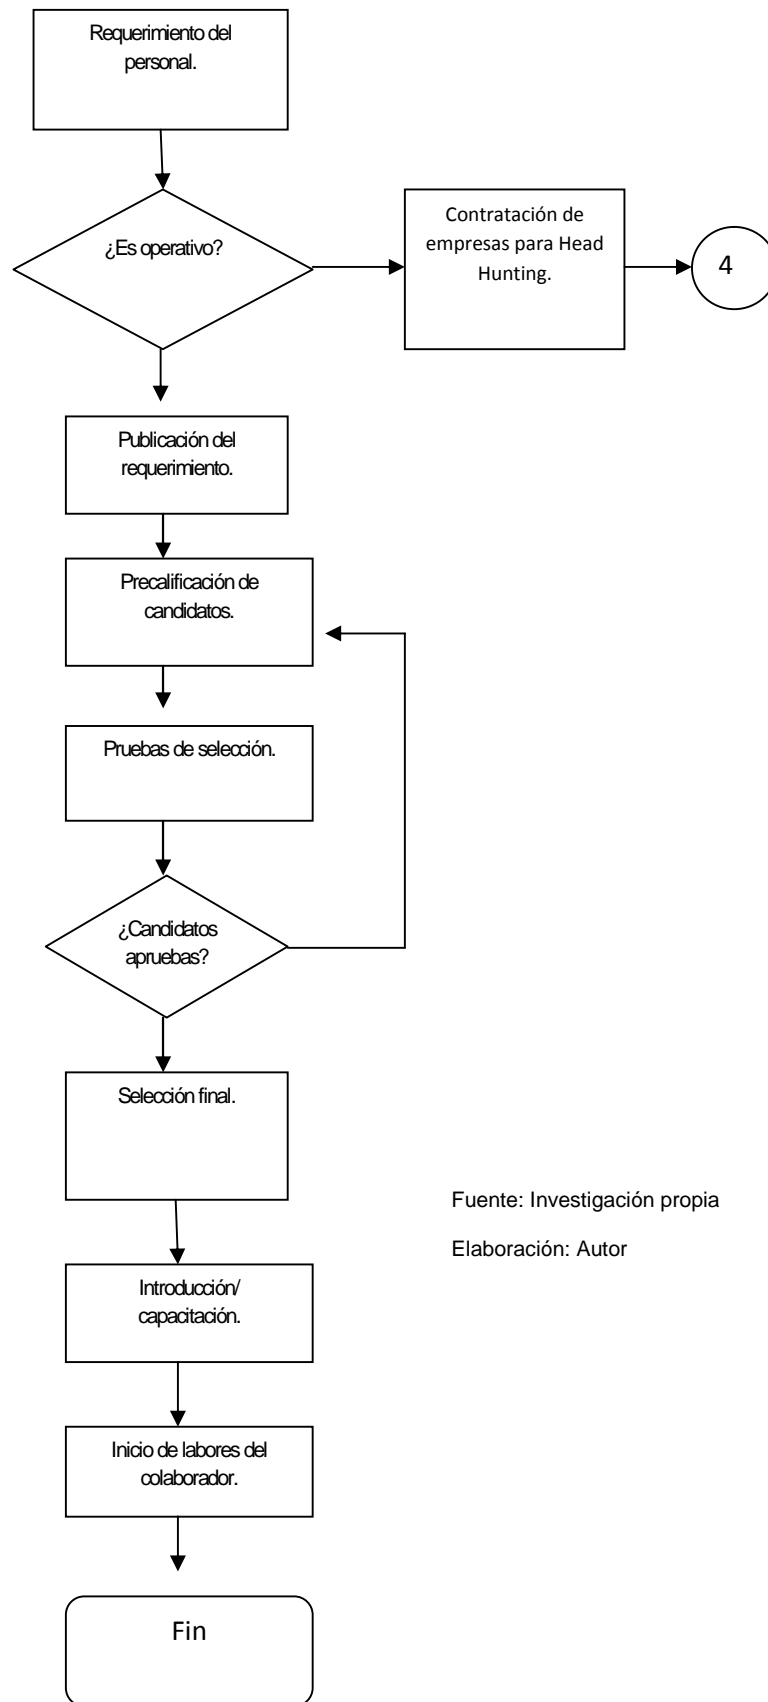 Requerimiento del
personal.
¿Es operativo?
Contratación de
empresas para Head
Hunting.
4
Publicación del
requerimiento.
Precalificación de
candidatos.
Pruebas de selección.
¿Candidatos
apruebas?
Selección final.
Fuente: Investigación propia
Elaboración: Autor
Introducción/
capacitación.
Inicio de labores del
colaborador.
Fin